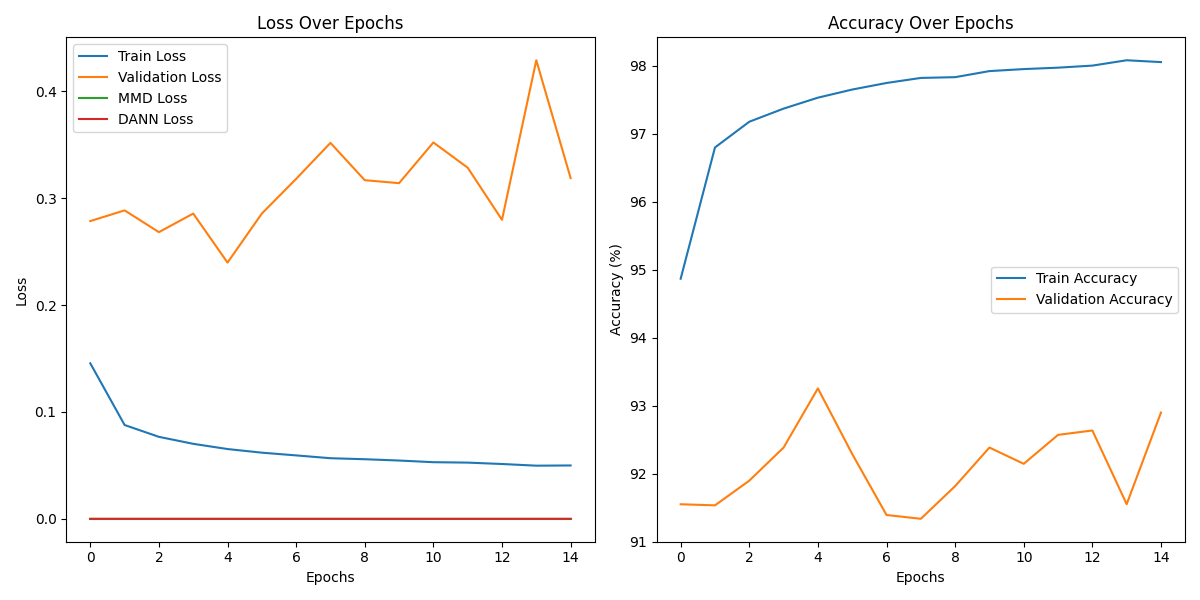 Loss Over Epochs
Train Loss
Validation Loss
MMD Loss
DANN Loss
0.4
0.3
0.2
0.1
0.0
Loss
0 2 4 6 8 10 12 14
Epochs
Accuracy Over Epochs
98
97
96
95
94
93
92
91
Accuracy (%)
Train Accuracy
Validation Accuracy
0 2 4 6 8 10 12 14
Epochs